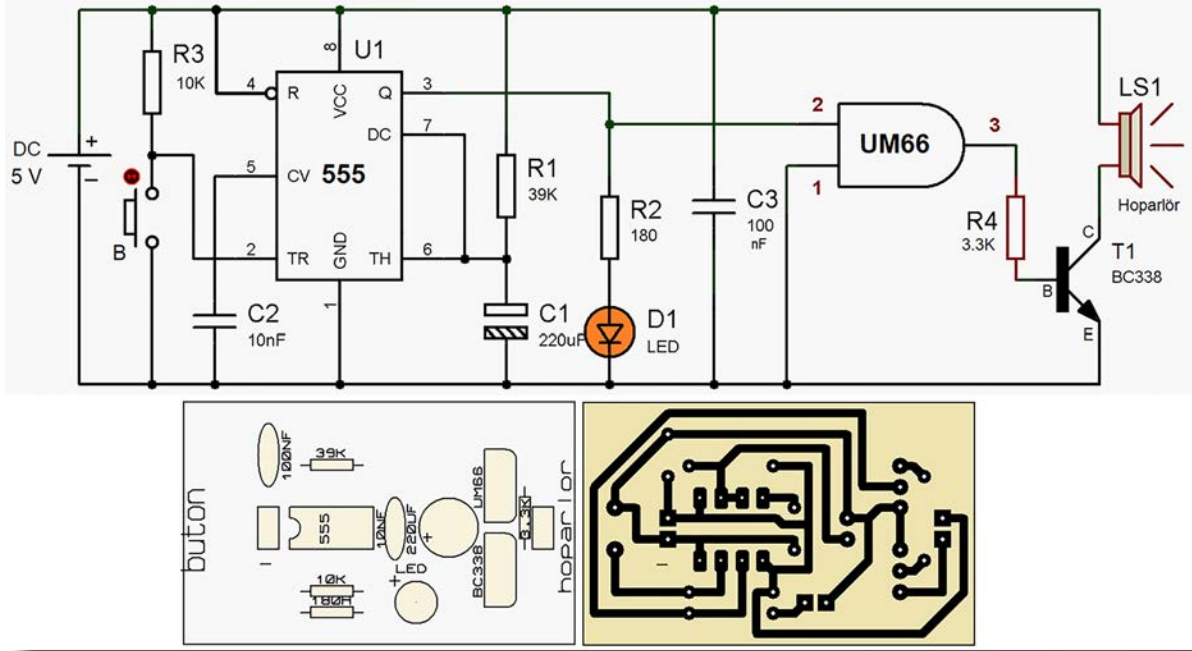 DC
5 V
+
−
R3
10K
B
U1
555
4
R
8
VCC
Q
3
DC
7
5
CV
2
TR
GND
1
TH
6
C2
10nF
R1
39K
C1
220uF
R2
180
D1
LED
C3
100
nF
2
1
UM66
3
R4
3.3K
LS1
Hoparlör
C
B
E
T1
BC338
buton
100NF
39K
555
10NF
220UF
+
UM66
3.3K
hoparlor
−
10K
180R
+
LED
BC338
−